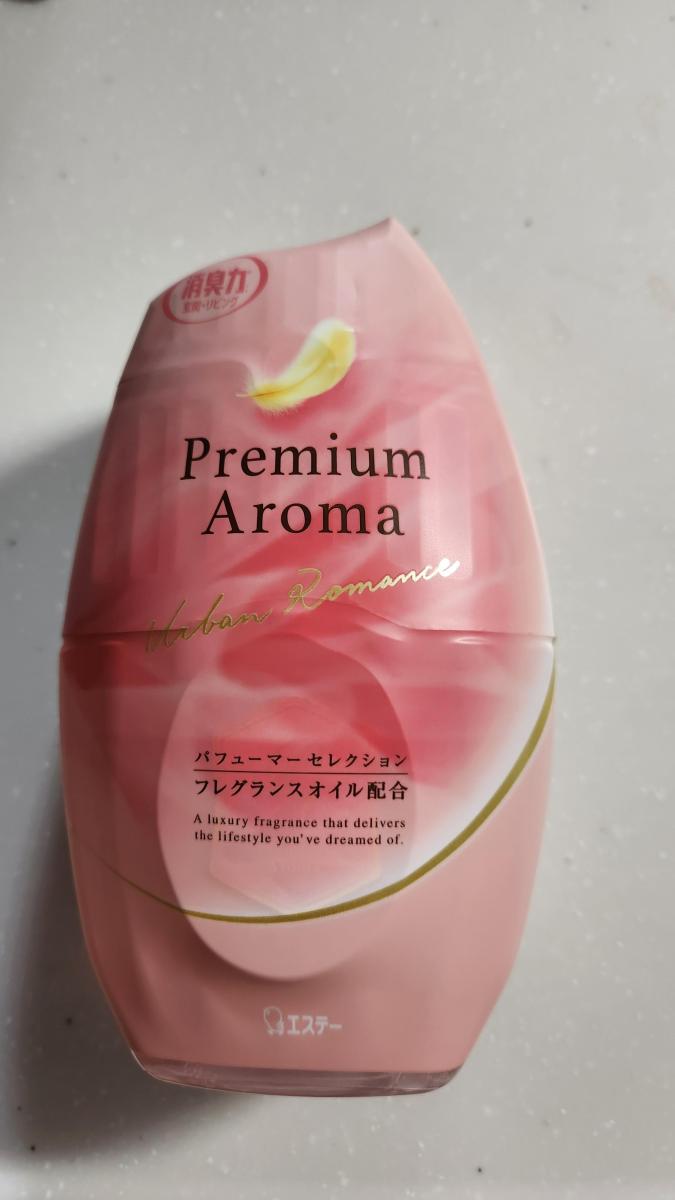 消臭力
玄関・リビング
Premium
Aroma
Urban Romance
パフューマーセレクション
フレグランスオイル配合
A luxury fragrance that delivers
the lifestyle you've dreamed of.
エステー